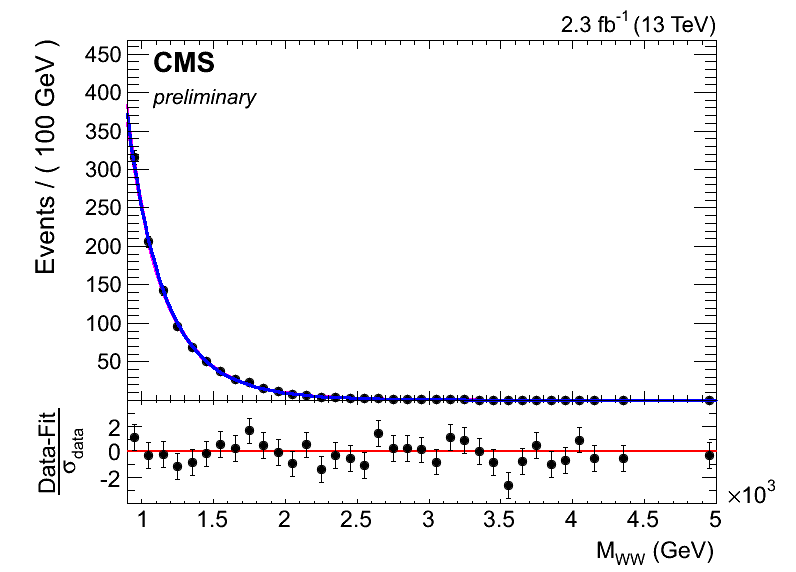 2.3 fb⁻¹ (13 TeV)
CMS
preliminary
Events / ( 100 GeV )
450
400
350
300
250
200
150
100
50
Data-Fit
σdata
2
0
-2
×10³
1 1.5 2 2.5 3 3.5 4 4.5 5
M_WW (GeV)